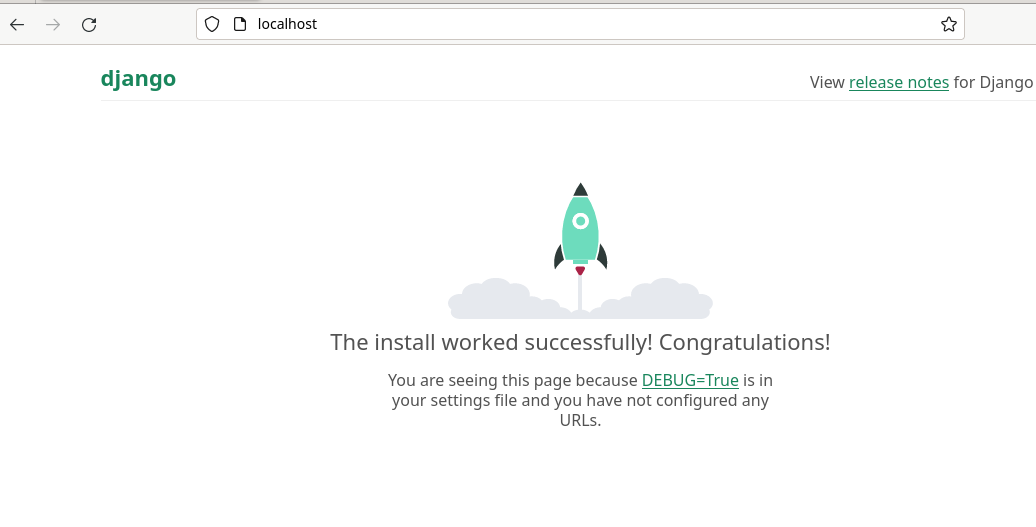 localhost
django
View release notes for Django
The install worked successfully! Congratulations!
You are seeing this page because DEBUG=True is in
your settings file and you have not configured any
URLs.